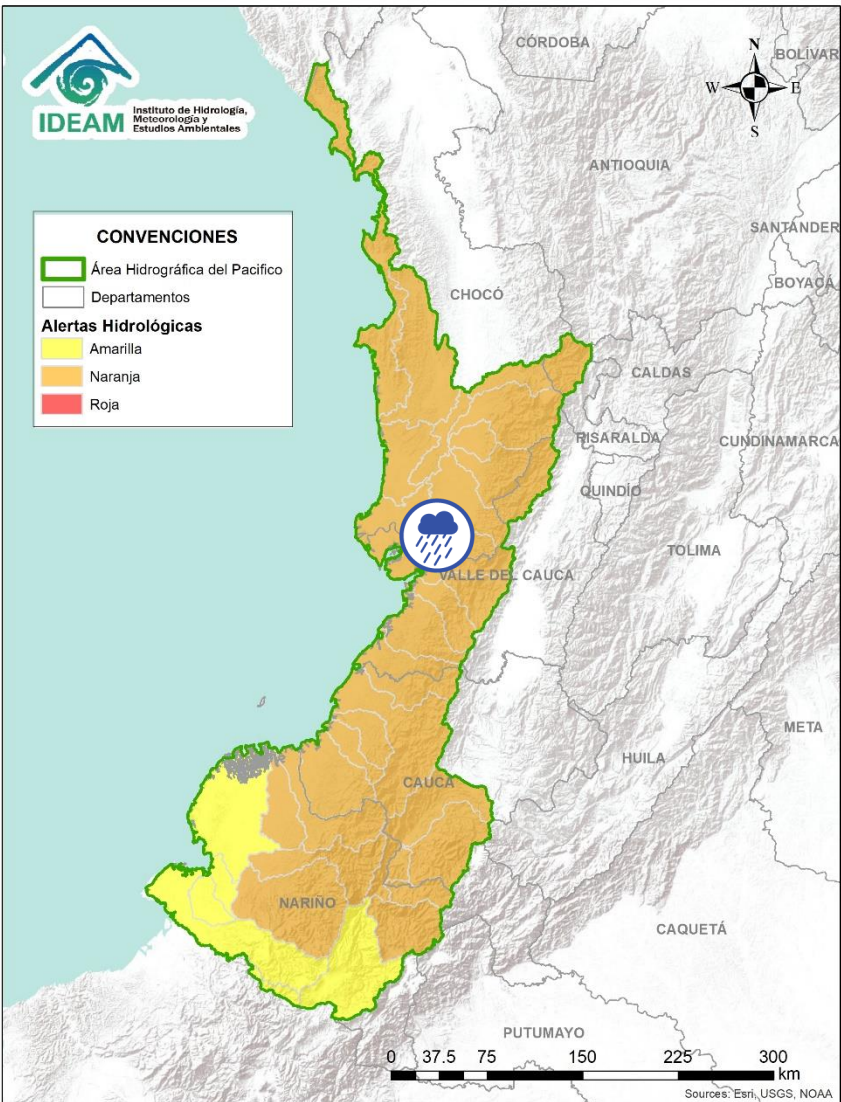 IDEAM
Instituto de Hidrología,
Meteorología y
Estudios Ambientales
N
W
E
S
CÓRDOBA
BOLÍVAR
ANTIOQUIA
SANTANDER
BOYACÁ
CHOCÓ
CALDAS
RISARALDA
CUNDINAMARCA
QUINDÍO
TOLIMA
VALLE DEL CAUCA
META
HUILA
CAUCA
NARIÑO
CAQUETÁ
PUTUMAYO
CONVENCIONES
Área Hidrográfica del Pacifico
Departamentos
Alertas Hidrológicas
Amarilla
Naranja
Roja
0 37.5 75 150 225 300
km
Sources: Esri, USGS, NOAA